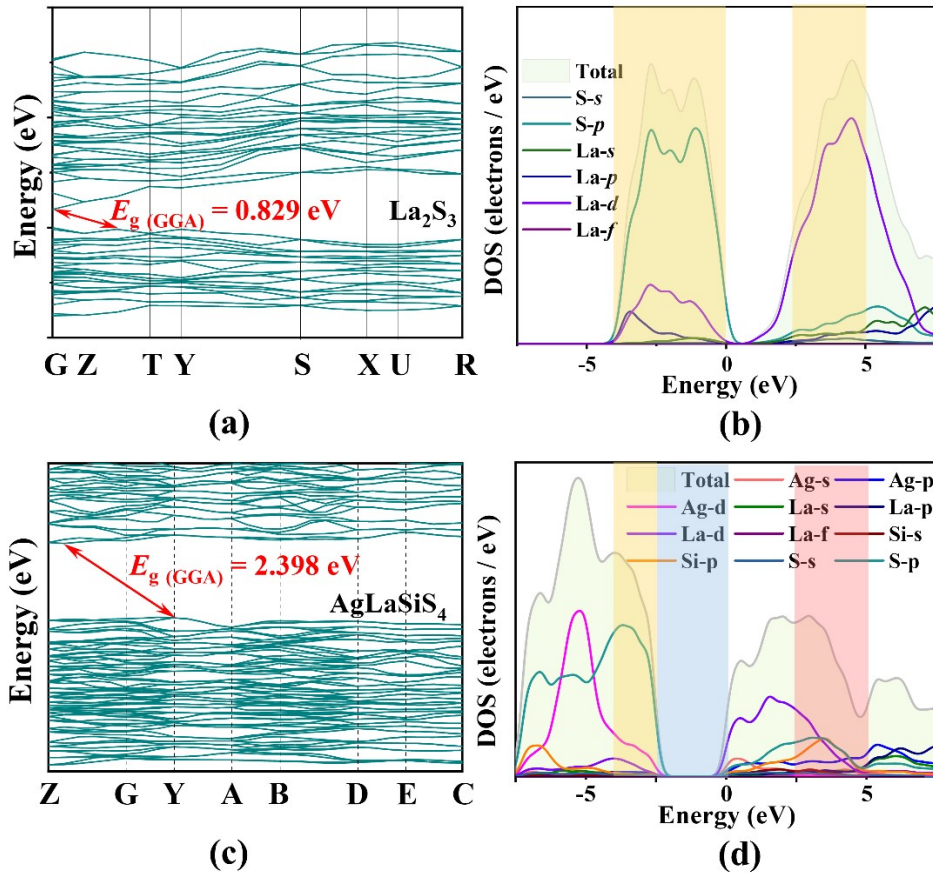 (a)
Energy (eV)
E g (GGA) = 0.829 eV
La₂S₃
G Z T Y S X U R
(b)
DOS (electrons / eV)
Total
S-s
S-p
La-s
La-p
La-d
La-f
-5 0 5
Energy (eV)
(a)
(b)
(c)
Energy (eV)
E g (GGA) = 2.398 eV
AgLaSiS₄
Z G Y A B D E C
(d)
DOS (electrons / eV)
Total Ag-s Ag-p
Ag-d La-s La-p
La-d La-f Si-s
Si-p S-s S-p
-5 0 5
Energy (eV)
(c)
(d)